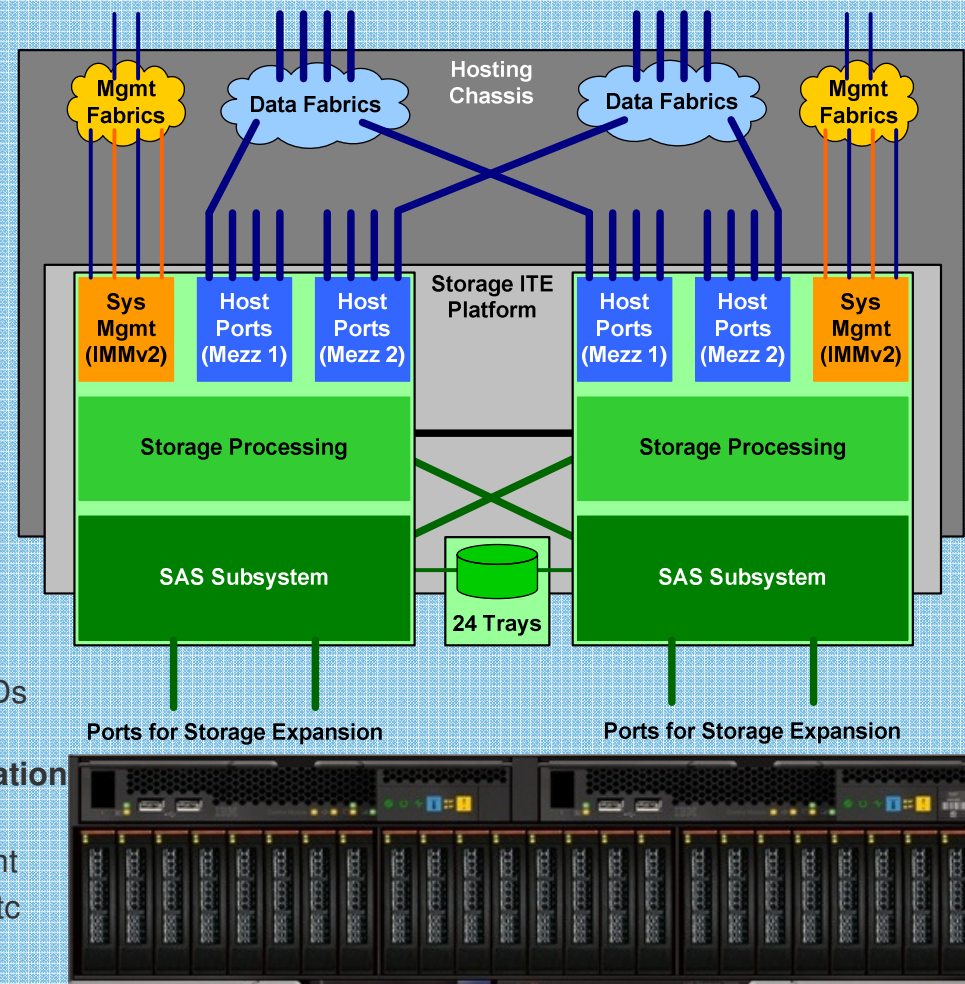 Hosting
Chassis
Mgmt
Fabrics
Data Fabrics
Data Fabrics
Mgmt
Fabrics
Storage ITE
Platform
Sys
Mgmt
(IMMv2)
Host
Ports
(Mezz 1)
Host
Ports
(Mezz 2)
Host
Ports
(Mezz 1)
Host
Ports
(Mezz 2)
Sys
Mgmt
(IMMv2)
Storage Processing
Storage Processing
SAS Subsystem
SAS Subsystem
24 Trays
Ds
Ports for Storage Expansion
Ports for Storage Expansion
ation
nt
tc